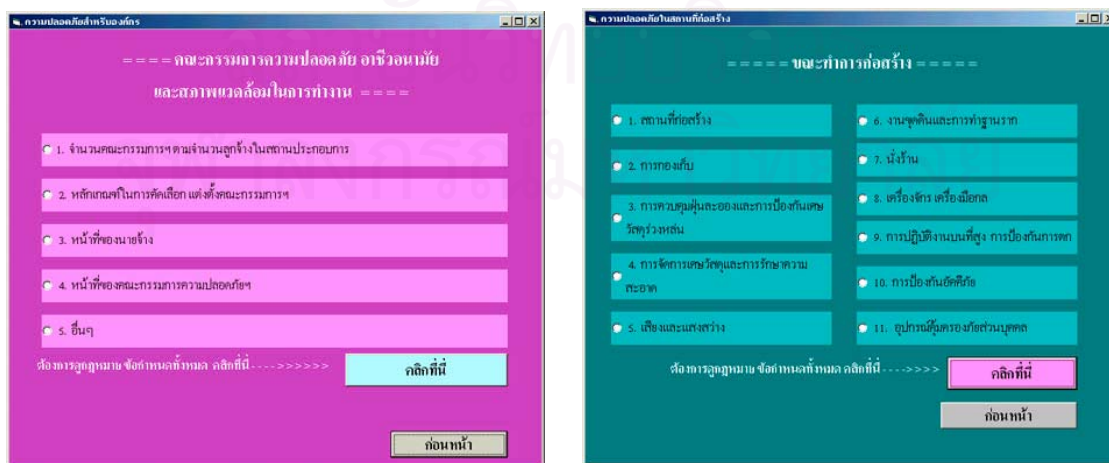 ความปลอดภัยสำหรับองค์กร
= = = = คณะกรรมการความปลอดภัย อาชีวอนามัย
และสภาพแวดล้อมในการทำงาน = = = =
1. จำนวนคณะกรรมการฯ ตามจำนวนลูกจ้างในสถานประกอบการ
2. หลักเกณฑ์ในการคัดเลือก แต่งตั้งคณะกรรมการฯ
3. หน้าที่ของนายจ้าง
4. หน้าที่ของคณะกรรมการความปลอดภัยฯ
5. อื่นๆ
ต้องการดูกฎหมาย ข้อกำหนดทั้งหมด คลิกที่นี่ - - - ->>>>>>
คลิกที่นี่
ก่อนหน้า
ความปลอดภัยในสถานที่ก่อสร้าง
= = = = = ขณะทำการก่อสร้าง = = = = =
1. สถานที่ก่อสร้าง
2. การกองเก็บ
3. การควบคุมฝุ่นละอองและการป้องกันเศษ
วัสดุร่วงหล่น
4. การจัดการเศษวัสดุและการรักษาความ
สะอาด
5. เสียงและแสงสว่าง
6. งานขุดดินและการทำฐานราก
7. นั่งร้าน
8. เครื่องจักร เครื่องมือกล
9. การปฏิบัติงานบนที่สูง การป้องกันการตก
10. การป้องกันอัคคีภัย
11. อุปกรณ์คุ้มครองภัยส่วนบุคคล
ต้องการดูกฎหมาย ข้อกำหนดทั้งหมด คลิกที่นี่ - - - ->>>>
คลิกที่นี่
ก่อนหน้า